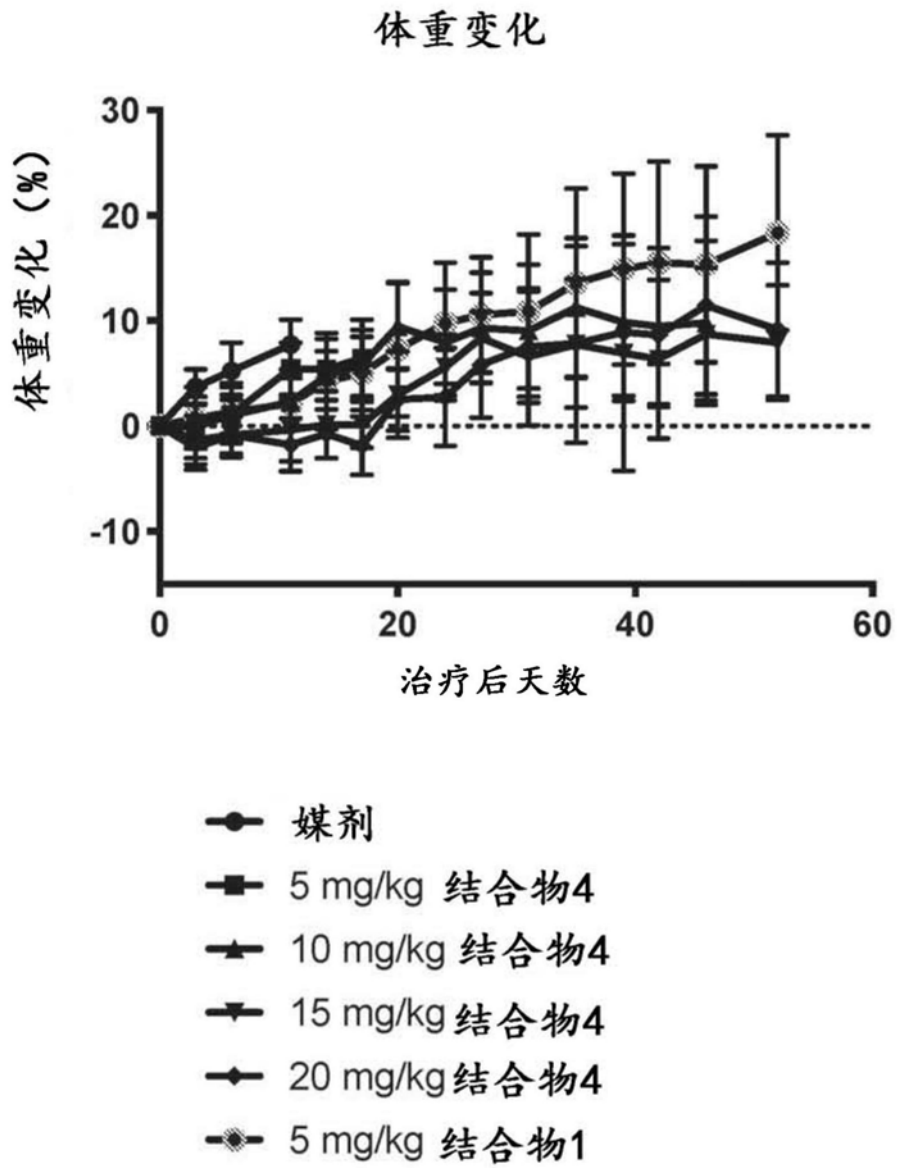 体重变化
30
20
10
0
-10
体重变化 (%)
0 20 40 60
治疗后天数
媒剂
5 mg/kg 结合物4
10 mg/kg 结合物4
15 mg/kg 结合物4
20 mg/kg 结合物4
5 mg/kg 结合物1